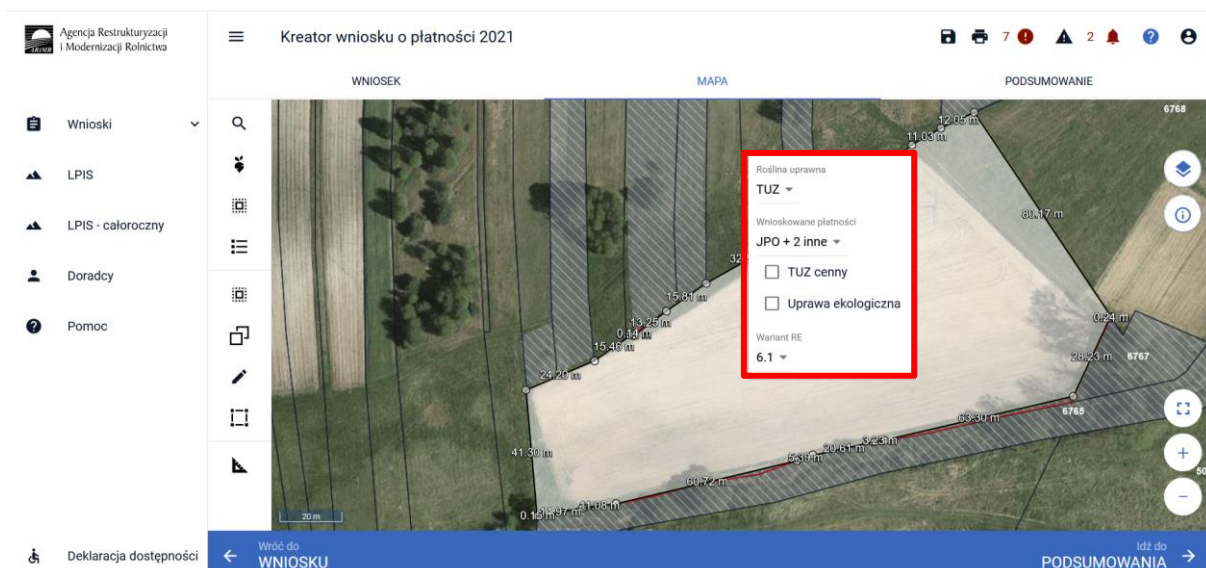 Agencja Restrukturyzacji
i Modernizacji Rolnictwa
ARiMR
Kreator wniosku o płatności 2021
7
2
WNIOSEK
MAPA
PODSUMOWANIE
Wnioski
LPIS
LPIS - całoroczny
Doradcy
Pomoc
Deklaracja dostępności
6768
12.05 m
11.03 m
80.17 m
15.81 m
13.25 m
0.14 m
15.46 m
24.20 m
0.24 m
28.23 m
6767
6765
63.30 m
3.23 m
20.61 m
5.39 m
41.30 m
60.72 m
11.08 m
20 m
Roślina uprawna
TUZ
Wnioskowane płatności
JPO + 2 inne
TUZ cenny
Uprawa ekologiczna
Wariant RE
6.1
Wróć do
WNIOSKU
Idź do
PODSUMOWANIA